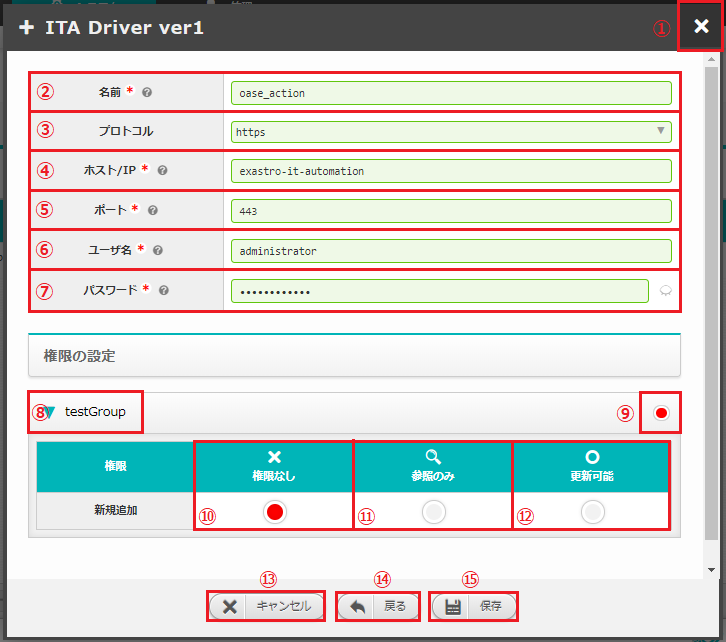 ITA Driver ver1
①
② 名前 * oase_action
③ プロトコル https
④ ホスト/IP * exastro-it-automation
⑤ ポート * 443
⑥ ユーザ名 * administrator
⑦ パスワード * ••••••••••••
権限の設定
⑧ testGroup ⑨
権限 権限なし 参照のみ 更新可能
新規追加 ⑩ ⑪ ⑫
⑬ ⑭ ⑮
キャンセル 戻る 保存